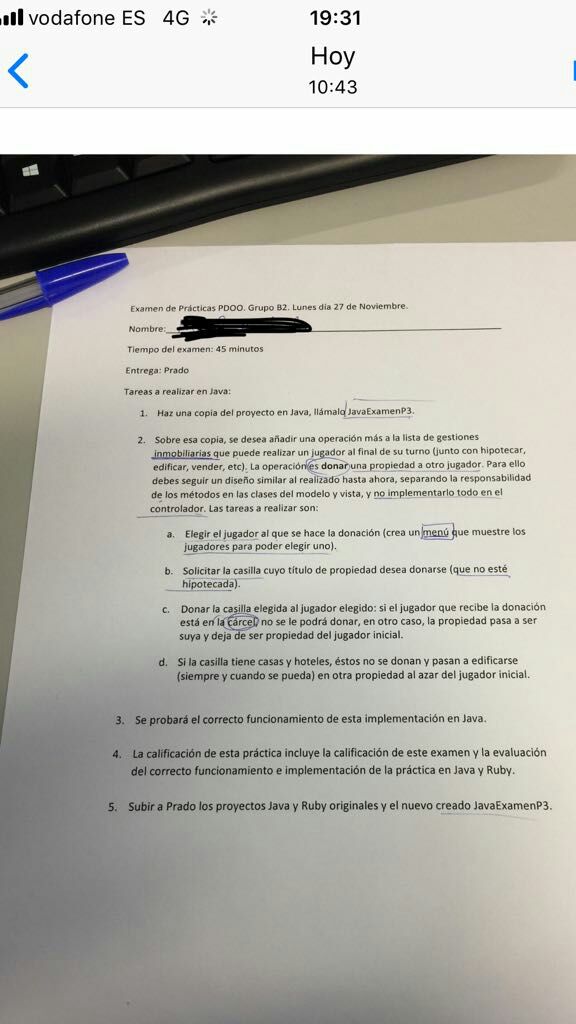 vodafone ES 4G 19:31
Hoy
10:43
Examen de Prácticas PDOO. Grupo B2. Lunes día 27 de Noviembre.
Nombre:
Tiempo del examen: 45 minutos
Entrega: Prado
Tareas a realizar en Java:
1. Haz una copia del proyecto en Java, llámalo JavaExamenP3.
2. Sobre esa copia, se desea añadir una operación más a la lista de gestiones
inmobiliarias que puede realizar un jugador al final de su turno (junto con hipotecar,
edificar, vender, etc). La operación es donar una propiedad a otro jugador. Para ello
debes seguir un diseño similar al realizado hasta ahora, separando la responsabilidad
de los métodos en las clases del modelo y vista, y no implementarlo todo en el
controlador. Las tareas a realizar son:
a. Elegir el jugador al que se hace la donación (crea un menú que muestre los
jugadores para poder elegir uno).
b. Solicitar la casilla cuyo título de propiedad desea donarse (que no esté
hipotecada).
c. Donar la casilla elegida al jugador elegido: si el jugador que recibe la donación
está en la cárcel, no se le podrá donar, en otro caso, la propiedad pasa a ser
suya y deja de ser propiedad del jugador inicial.
d. Si la casilla tiene casas y hoteles, éstos no se donan y pasan a edificarse
(siempre y cuando se pueda) en otra propiedad al azar del jugador inicial.
3. Se probará el correcto funcionamiento de esta implementación en Java.
4. La calificación de esta práctica incluye la calificación de este examen y la evaluación
del correcto funcionamiento e implementación de la práctica en Java y Ruby.
5. Subir a Prado los proyectos Java y Ruby originales y el nuevo creado JavaExamenP3.